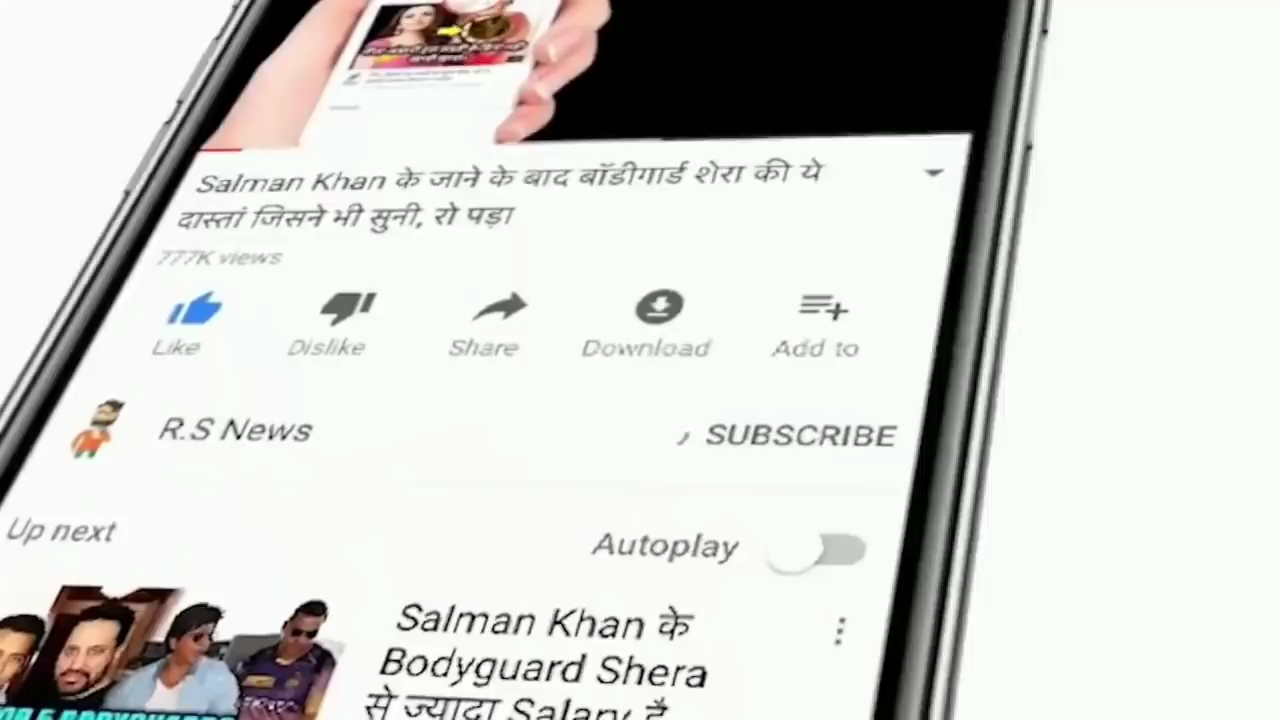 Salman Khan के जाने के बाद बॉडीगार्ड शेरा की ये
दास्तां जिसने भी सुनी, रो पड़ा
777K views
Like
Dislike
Share
Download
Add to
R.S News
SUBSCRIBE
Up next
Autoplay
Salman Khan के
Bodyguard Shera
से ज्यादा Salary है